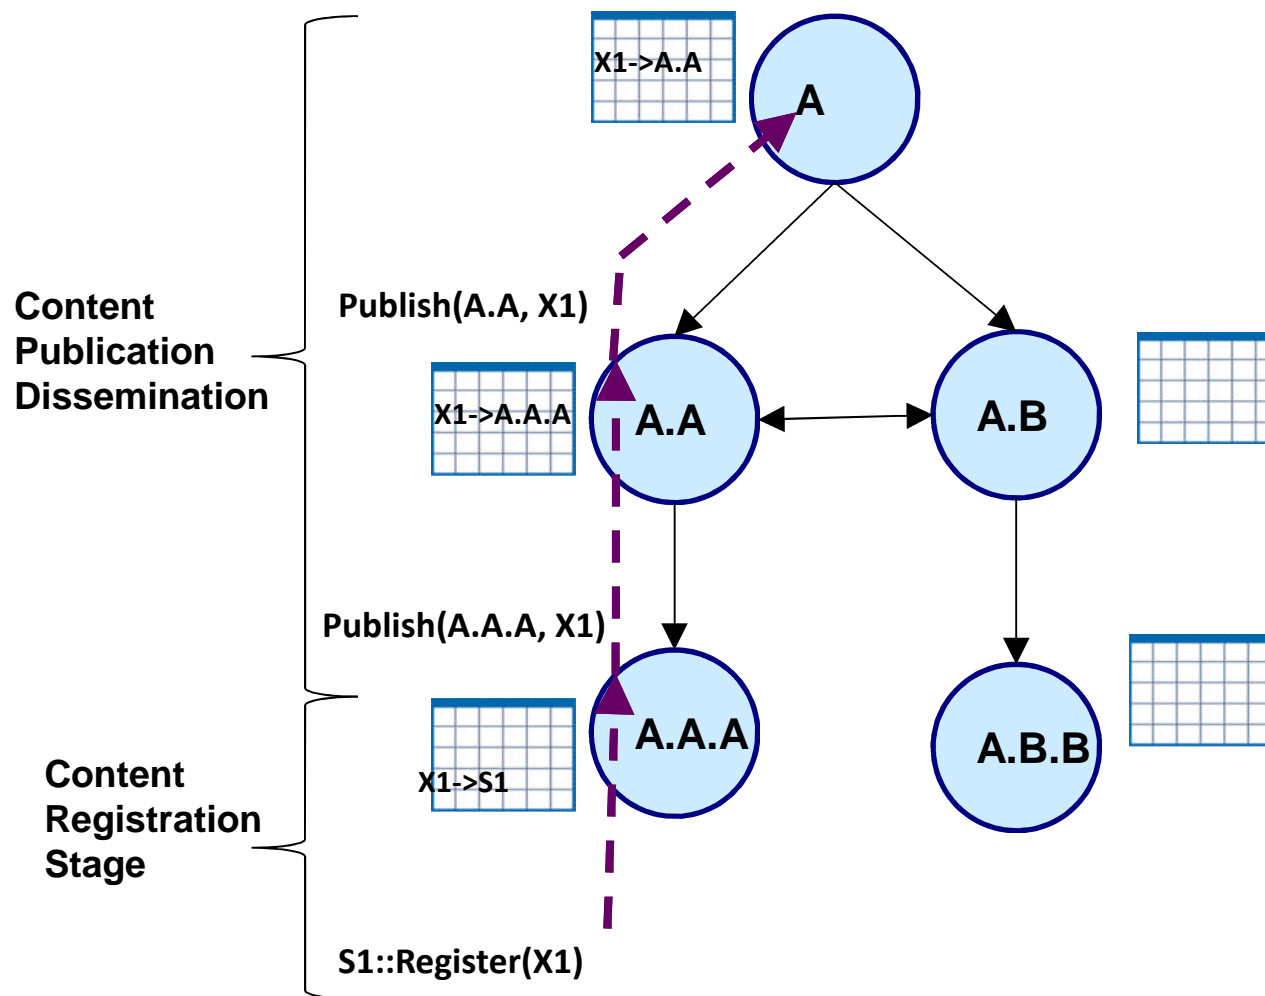 X1->A.A
A
Publish(A.A, X1)
Content
Publication
Dissemination
X1->A.A.A
A.A
A.B
Publish(A.A.A, X1)
X1->S1
A.A.A
A.B.B
Content
Registration
Stage
S1::Register(X1)